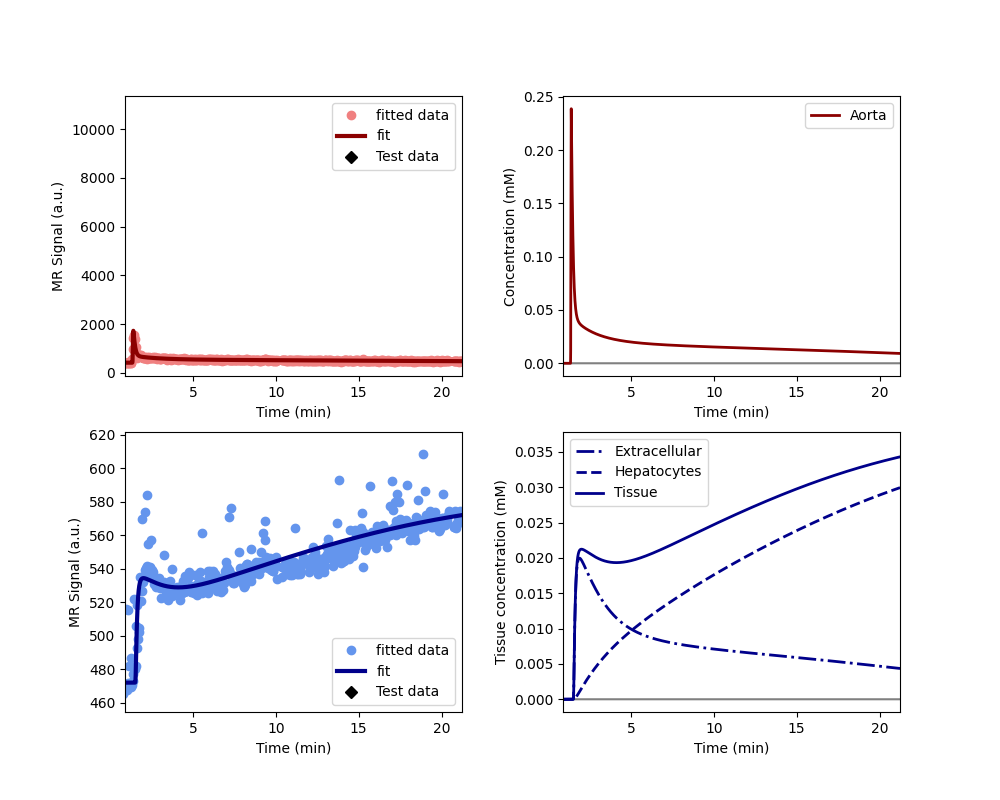 MR Signal (a.u.)
10000
8000
6000
4000
2000
0
fitted data
fit
Test data
5
10
15
20
Time (min)
Concentration (mM)
0.25
0.20
0.15
0.10
0.05
0.00
Aorta
5
10
15
20
Time (min)
MR Signal (a.u.)
620
600
580
560
540
520
500
480
460
fitted data
fit
Test data
5
10
15
20
Time (min)
Tissue concentration (mM)
0.035
0.030
0.025
0.020
0.015
0.010
0.005
0.000
Extracellular
Hepatocytes
Tissue
5
10
15
20
Time (min)